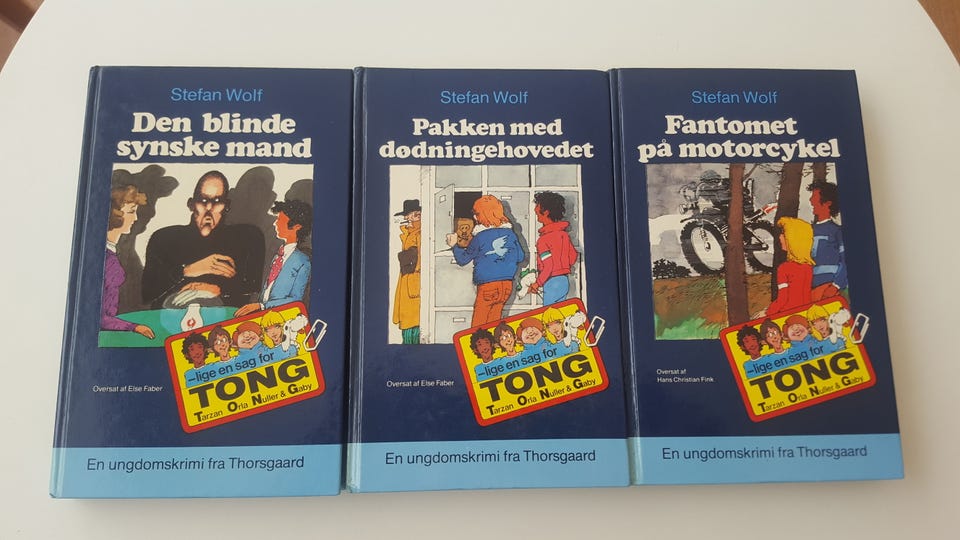 Stefan Wolf
Den blinde
synske mand
Oversat af Else Faber
–lige en sag for
TONG
Tarzan Orla Nuller & Gaby
En ungdomskrimi fra Thorsgaard
Stefan Wolf
Pakken med
dødningehovedet
Oversat af Else Faber
–lige en sag for
TONG
Tarzan Orla Nuller & Gaby
En ungdomskrimi fra Thorsgaard
Stefan Wolf
Fantomet
på motorcykel
Oversat af
Hans Christian Fink
–lige en sag for
TONG
Tarzan Orla Nuller & Gaby
En ungdomskrimi fra Thorsgaard